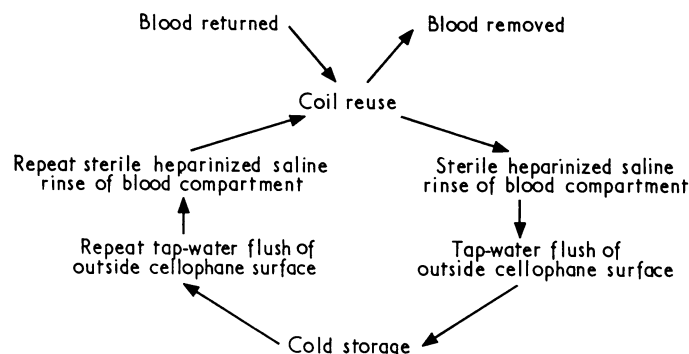 Blood returned
Blood removed
Coil reuse
Repeat sterile heparinized saline
rinse of blood compartment
Sterile heparinized saline
rinse of blood compartment
Repeat tap-water flush of
outside cellophane surface
Tap-water flush of
outside cellophane surface
Cold storage